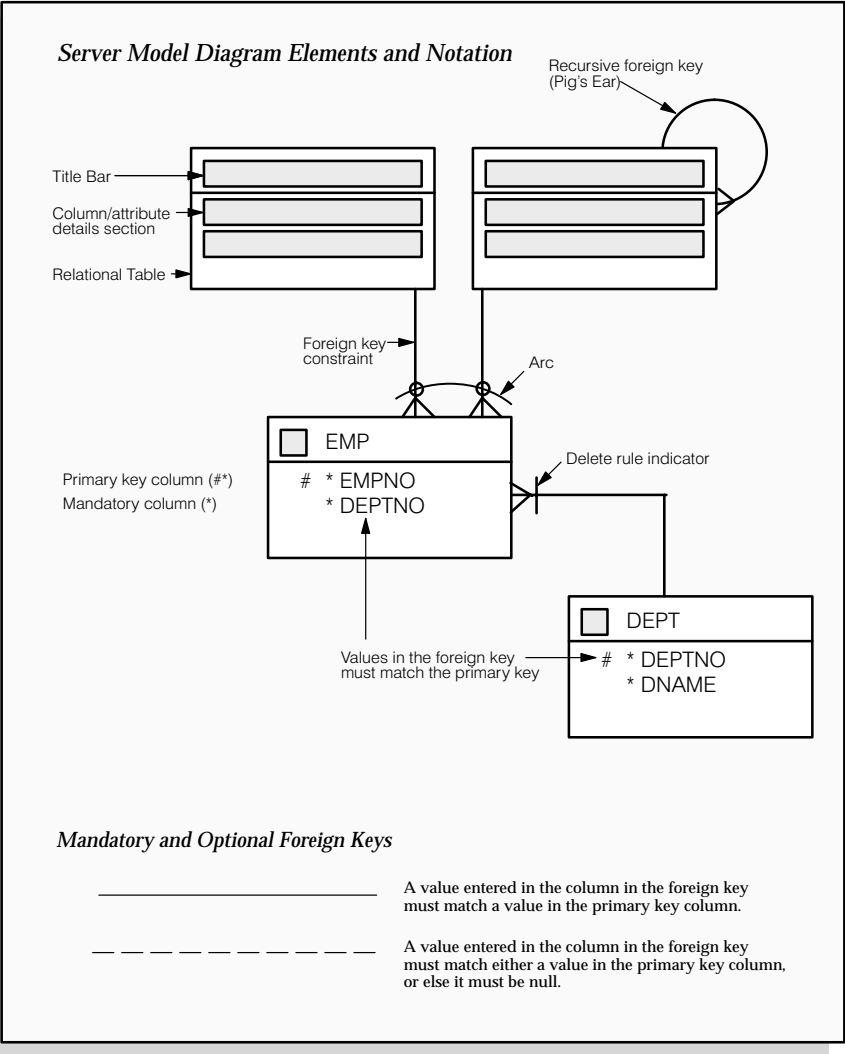 Server Model Diagram Elements and Notation
Recursive foreign key
(Pig's Ear)
Title Bar
Column/attribute
details section
Relational Table
Foreign key
constraint
Arc
EMP
Delete rule indicator
Primary key column (#*)
# * EMPNO
Mandatory column (*)
* DEPTNO
DEPT
Values in the foreign key
must match the primary key
# * DEPTNO
* DNAME
Mandatory and Optional Foreign Keys
A value entered in the column in the foreign key
must match a value in the primary key column.
A value entered in the column in the foreign key
must match either a value in the primary key column,
or else it must be null.